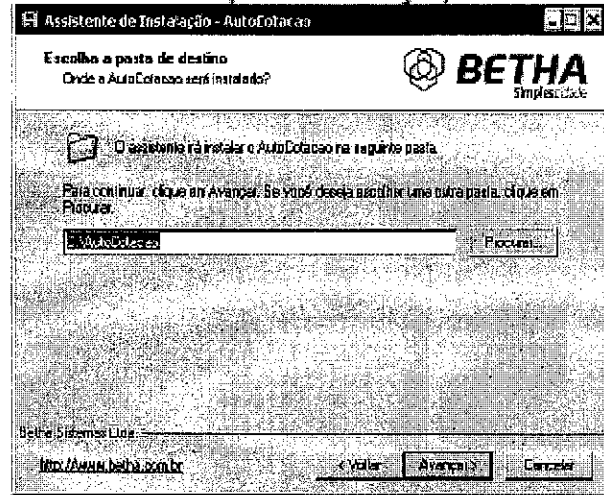 Assistente de Instalação - AutoCotacao
Escolha a pasta de destino
Onde a AutoCotacao será instalado?
BETHA
Simplescidade
O assistente irá instalar o AutoCotacao na seguinte pasta.
Para continuar, clique em Avançar. Se você deseja escolher uma outra pasta, clique em
Procurar.
C:\AutoCotacao
Procurar...
Betha Sistemas Ltda
http://www.betha.com.br
< Voltar
Avançar >
Cancelar